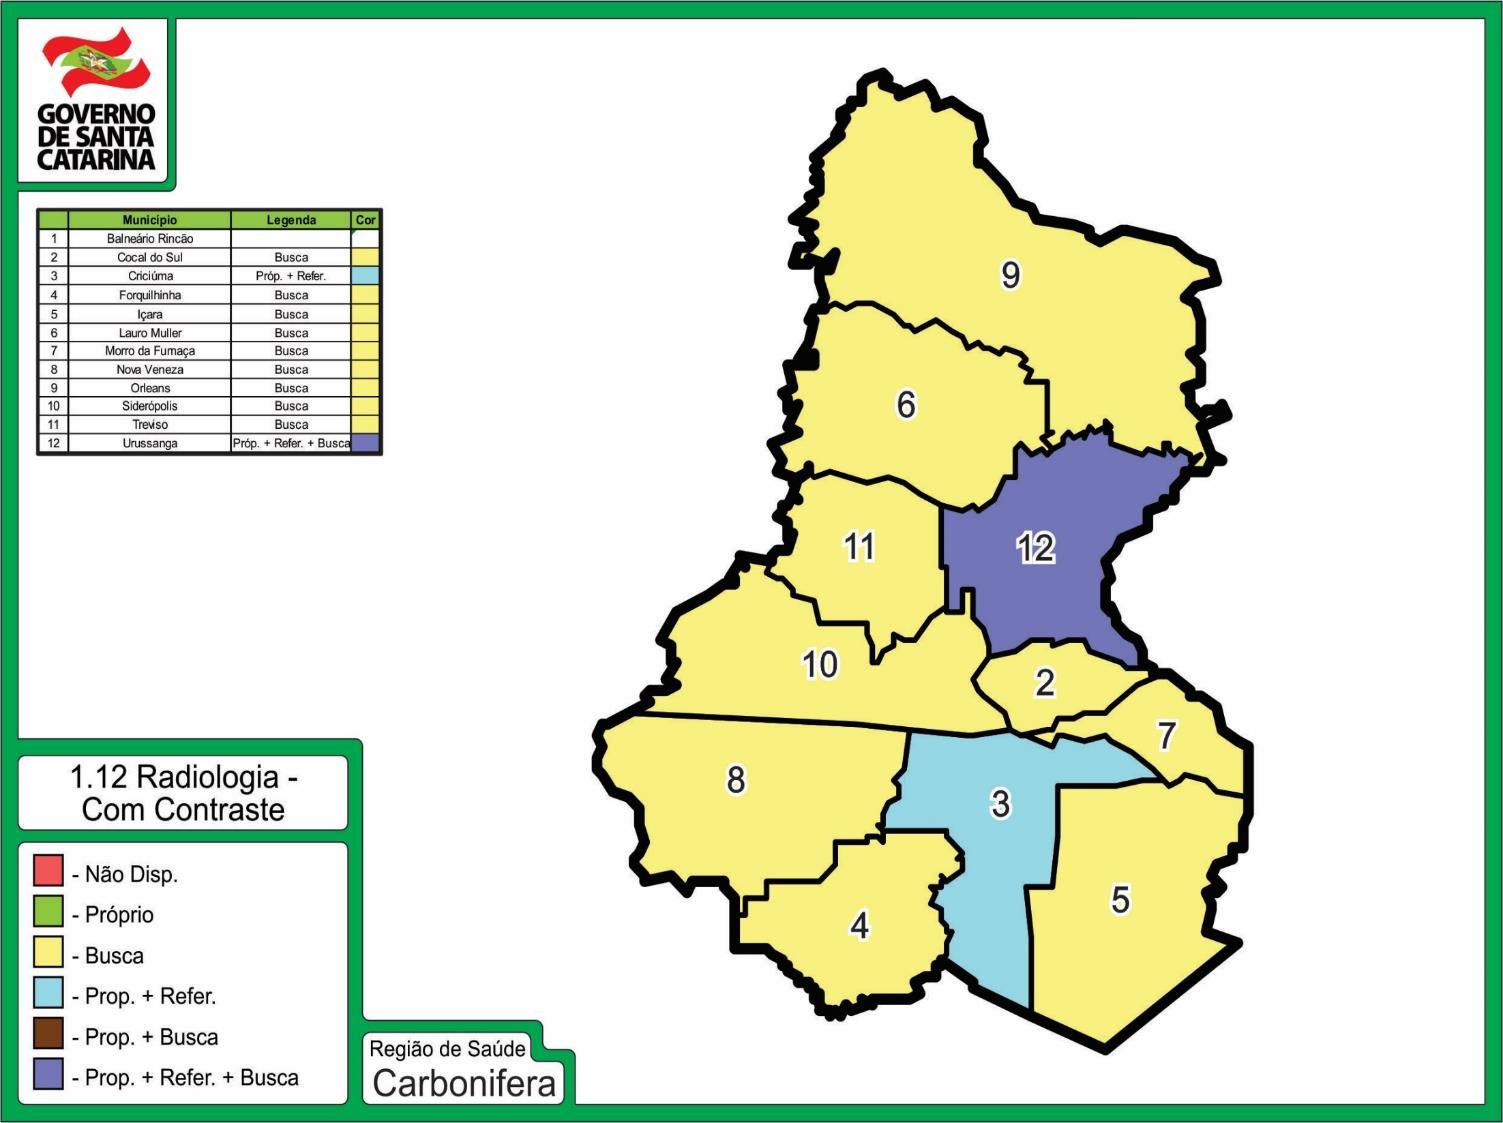 GOVERNO
DE SANTA
CATARINA
Município Legenda Cor
1 Balneário Rincão
2 Cocal do Sul Busca
3 Criciúma Próp. + Refer.
4 Forquilhinha Busca
5 Içara Busca
6 Lauro Muller Busca
7 Morro da Fumaça Busca
8 Nova Veneza Busca
9 Orleans Busca
10 Siderópolis Busca
11 Treviso Busca
12 Urussanga Próp. + Refer. + Busca
9
6
11
12
10
2
7
8
3
5
4
1.12 Radiologia -
Com Contraste
- Não Disp.
- Próprio
- Busca
- Prop. + Refer.
- Prop. + Busca
- Prop. + Refer. + Busca
Região de Saúde
Carbonifera